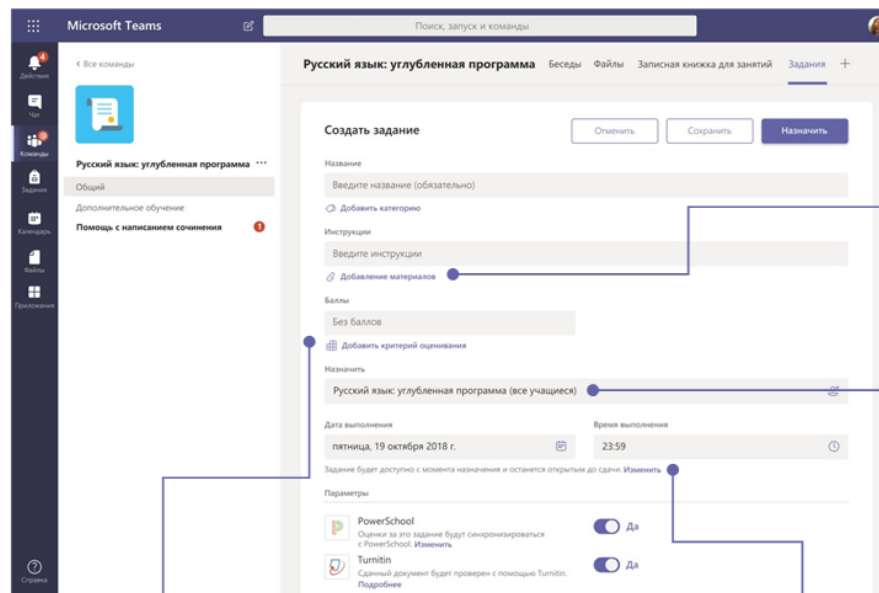 Microsoft Teams
Поиск, запуск и команды
4
Действия
Чат
Команды
Задания
Календарь
Файлы
Приложения
Справка
< Все команды
Русский язык: углубленная программа ...
Общий
Дополнительное обучение
Помощь с написанием сочинения 1
Русский язык: углубленная программа Беседы Файлы Записная книжка для занятий Задания +
Создать задание Отменить Сохранить Назначить
Название
Введите название (обязательно)
Добавить категорию
Инструкции
Введите инструкции
Добавление материалов
Баллы
Без баллов
Добавить критерий оценивания
Назначить
Русский язык: углубленная программа (все учащиеся)
Дата выполнения Время выполнения
пятница, 19 октября 2018 г. 23:59
Задание будет доступно с момента назначения и останется открытым до сдачи. Изменить
Параметры
PowerSchool
Оценки за это задание будут синхронизироваться
с PowerSchool. Изменить
Да
Turnitin
Сданный документ будет проверен с помощью Turnitin.
Подробнее
Да